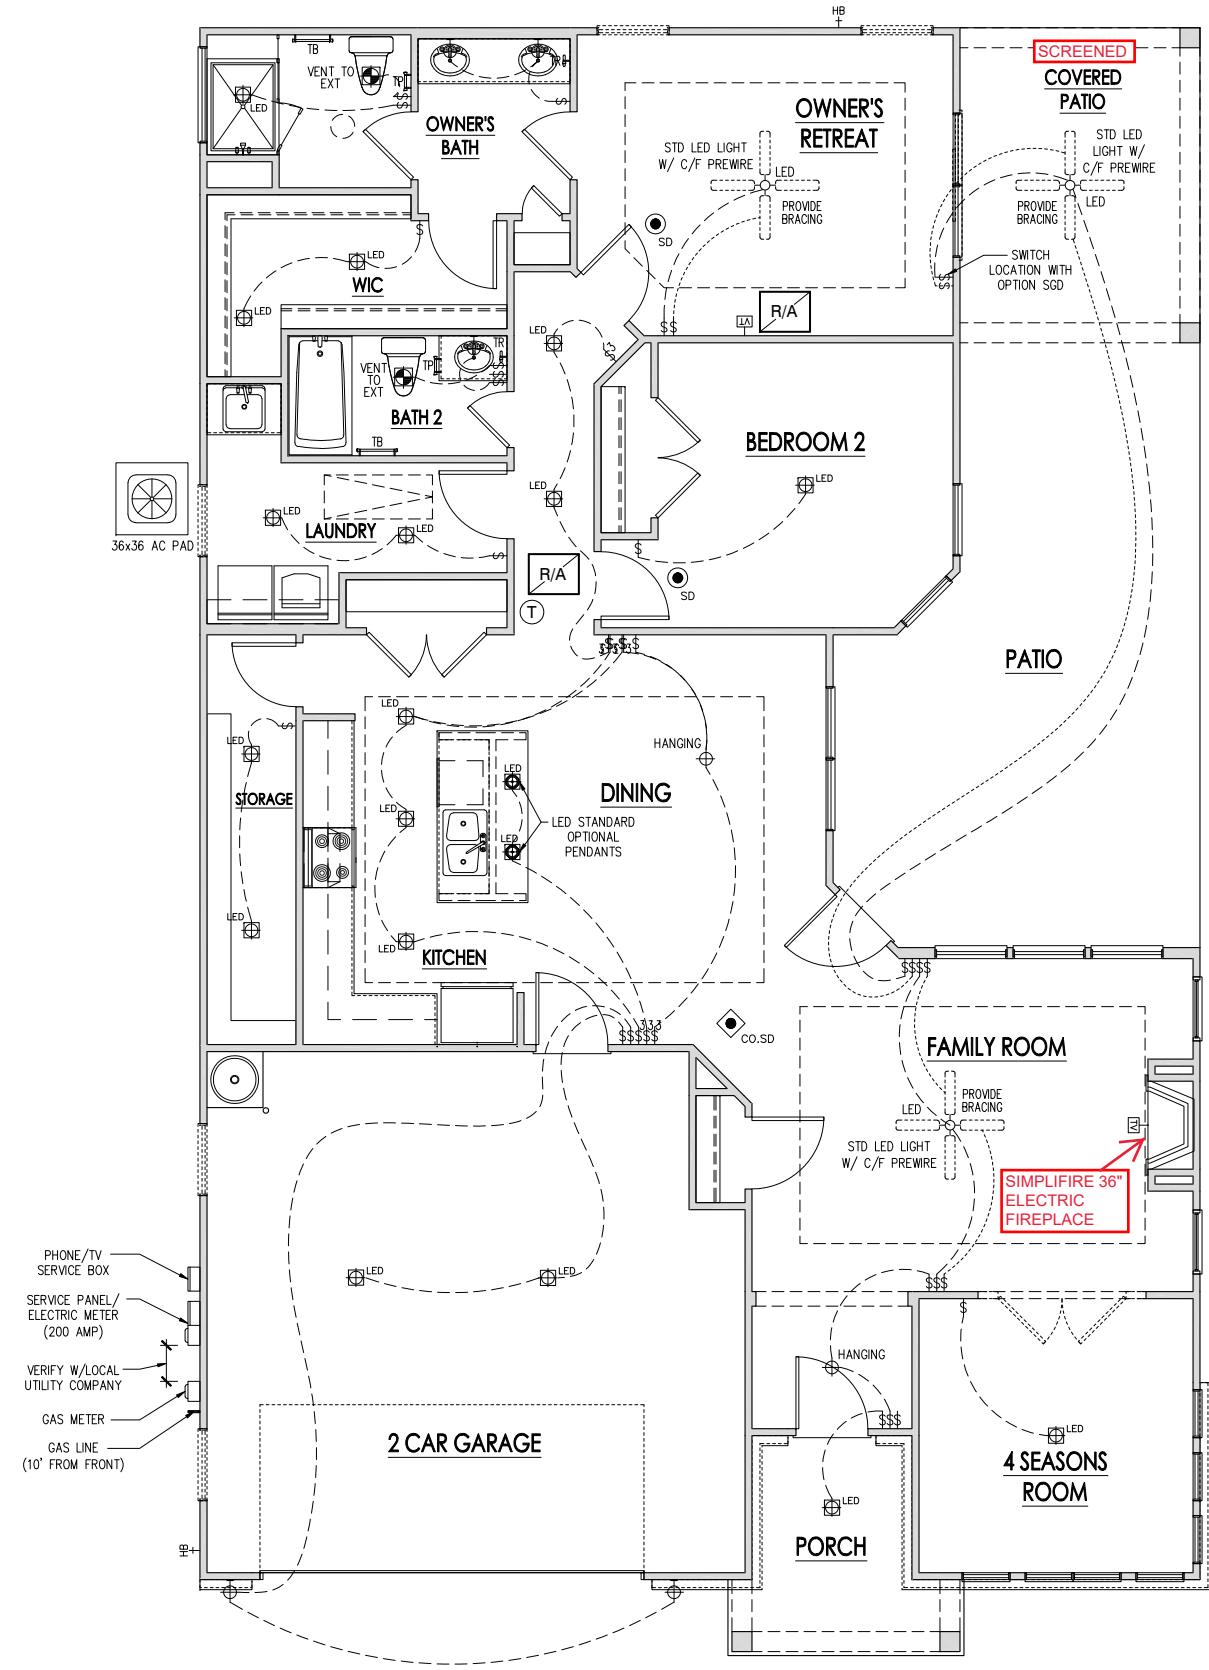 HB
SCREENED
COVERED
PATIO
TB
VENT TO
EXT
TP
TR
LED
$
$4
$
OWNER'S
BATH
OWNER'S
RETREAT
STD LED LIGHT
W/ C/F PREWIRE
LED
PROVIDE
BRACING
STD LED
LIGHT W/
C/F PREWIRE
LED
PROVIDE
BRACING
SD
SWITCH
LOCATION WITH
OPTION SGD
$$
$
LED
WIC
LED
R/A
VT
$$
LED
$3
VENT
TO
EXT
TP
TR
$$$
BATH 2
TB
BEDROOM 2
LED
LED
LED
LAUNDRY
LED
$
$
36x36 AC PAD
R/A
SD
T
$$$
PATIO
LED
HANGING
$
LED
LED
STORAGE
DINING
LED
LED
LED STANDARD
OPTIONAL
PENDANTS
LED
LED
LED
KITCHEN
$$$$
333
$$$$$
CO.SD
FAMILY ROOM
PROVIDE
BRACING
LED
STD LED LIGHT
W/ C/F PREWIRE
TV
SIMPLIFIRE 36"
ELECTRIC
FIREPLACE
PHONE/TV
SERVICE BOX
LED
LED
SERVICE PANEL/
ELECTRIC METER
(200 AMP)
$$$
$
VERIFY W/LOCAL
UTILITY COMPANY
HANGING
GAS METER
$$$
GAS LINE
(10' FROM FRONT)
2 CAR GARAGE
LED
4 SEASONS
ROOM
LED
PORCH
HB